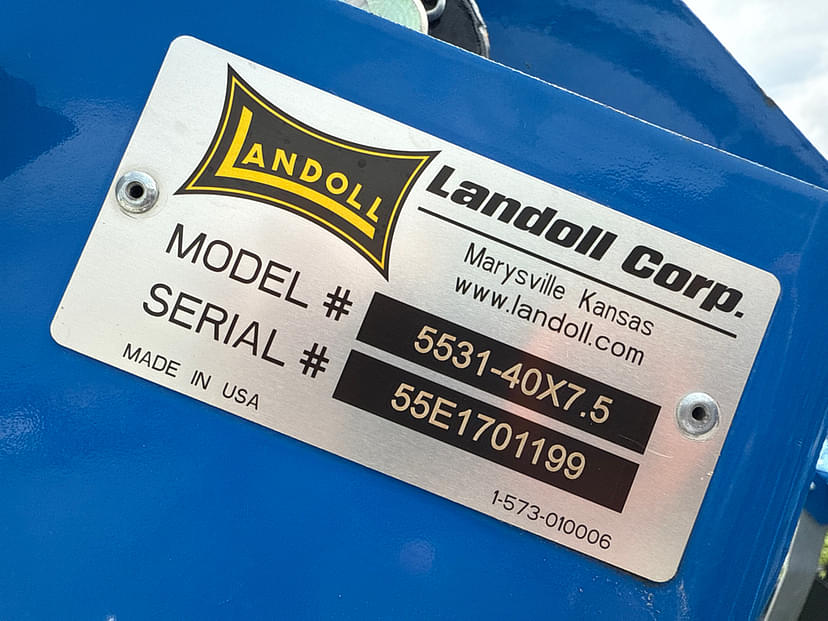 LANDOLL
Landoll Corp.
Marysville Kansas
www.landoll.com
MODEL # 5531-40X7.5
SERIAL # 55E1701199
MADE IN USA
1-573-010006